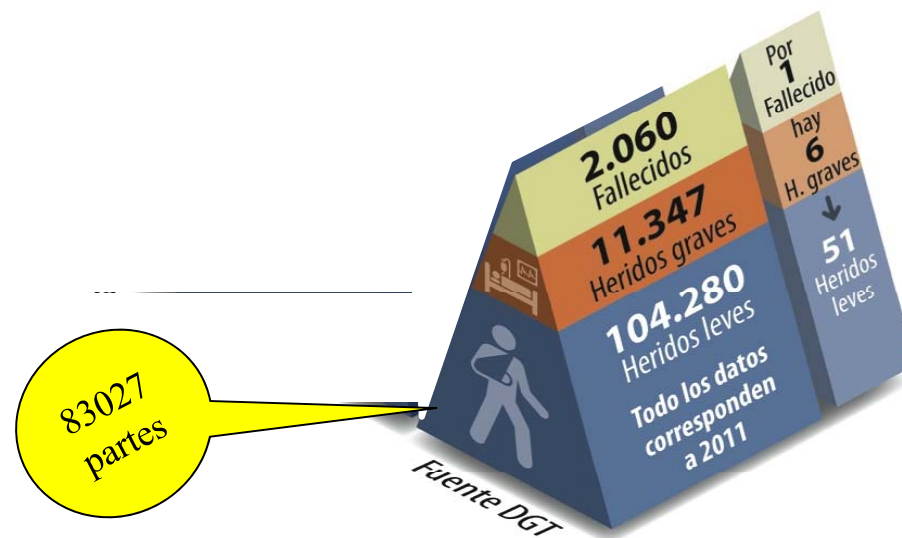 2.060
Fallecidos
11.347
Heridos graves
104.280
Heridos leves
Todo los datos
corresponden
a 2011
Por
1
Fallecido
hay
6
H. graves
51
Heridos
leves
83027
partes
Fuente DGT